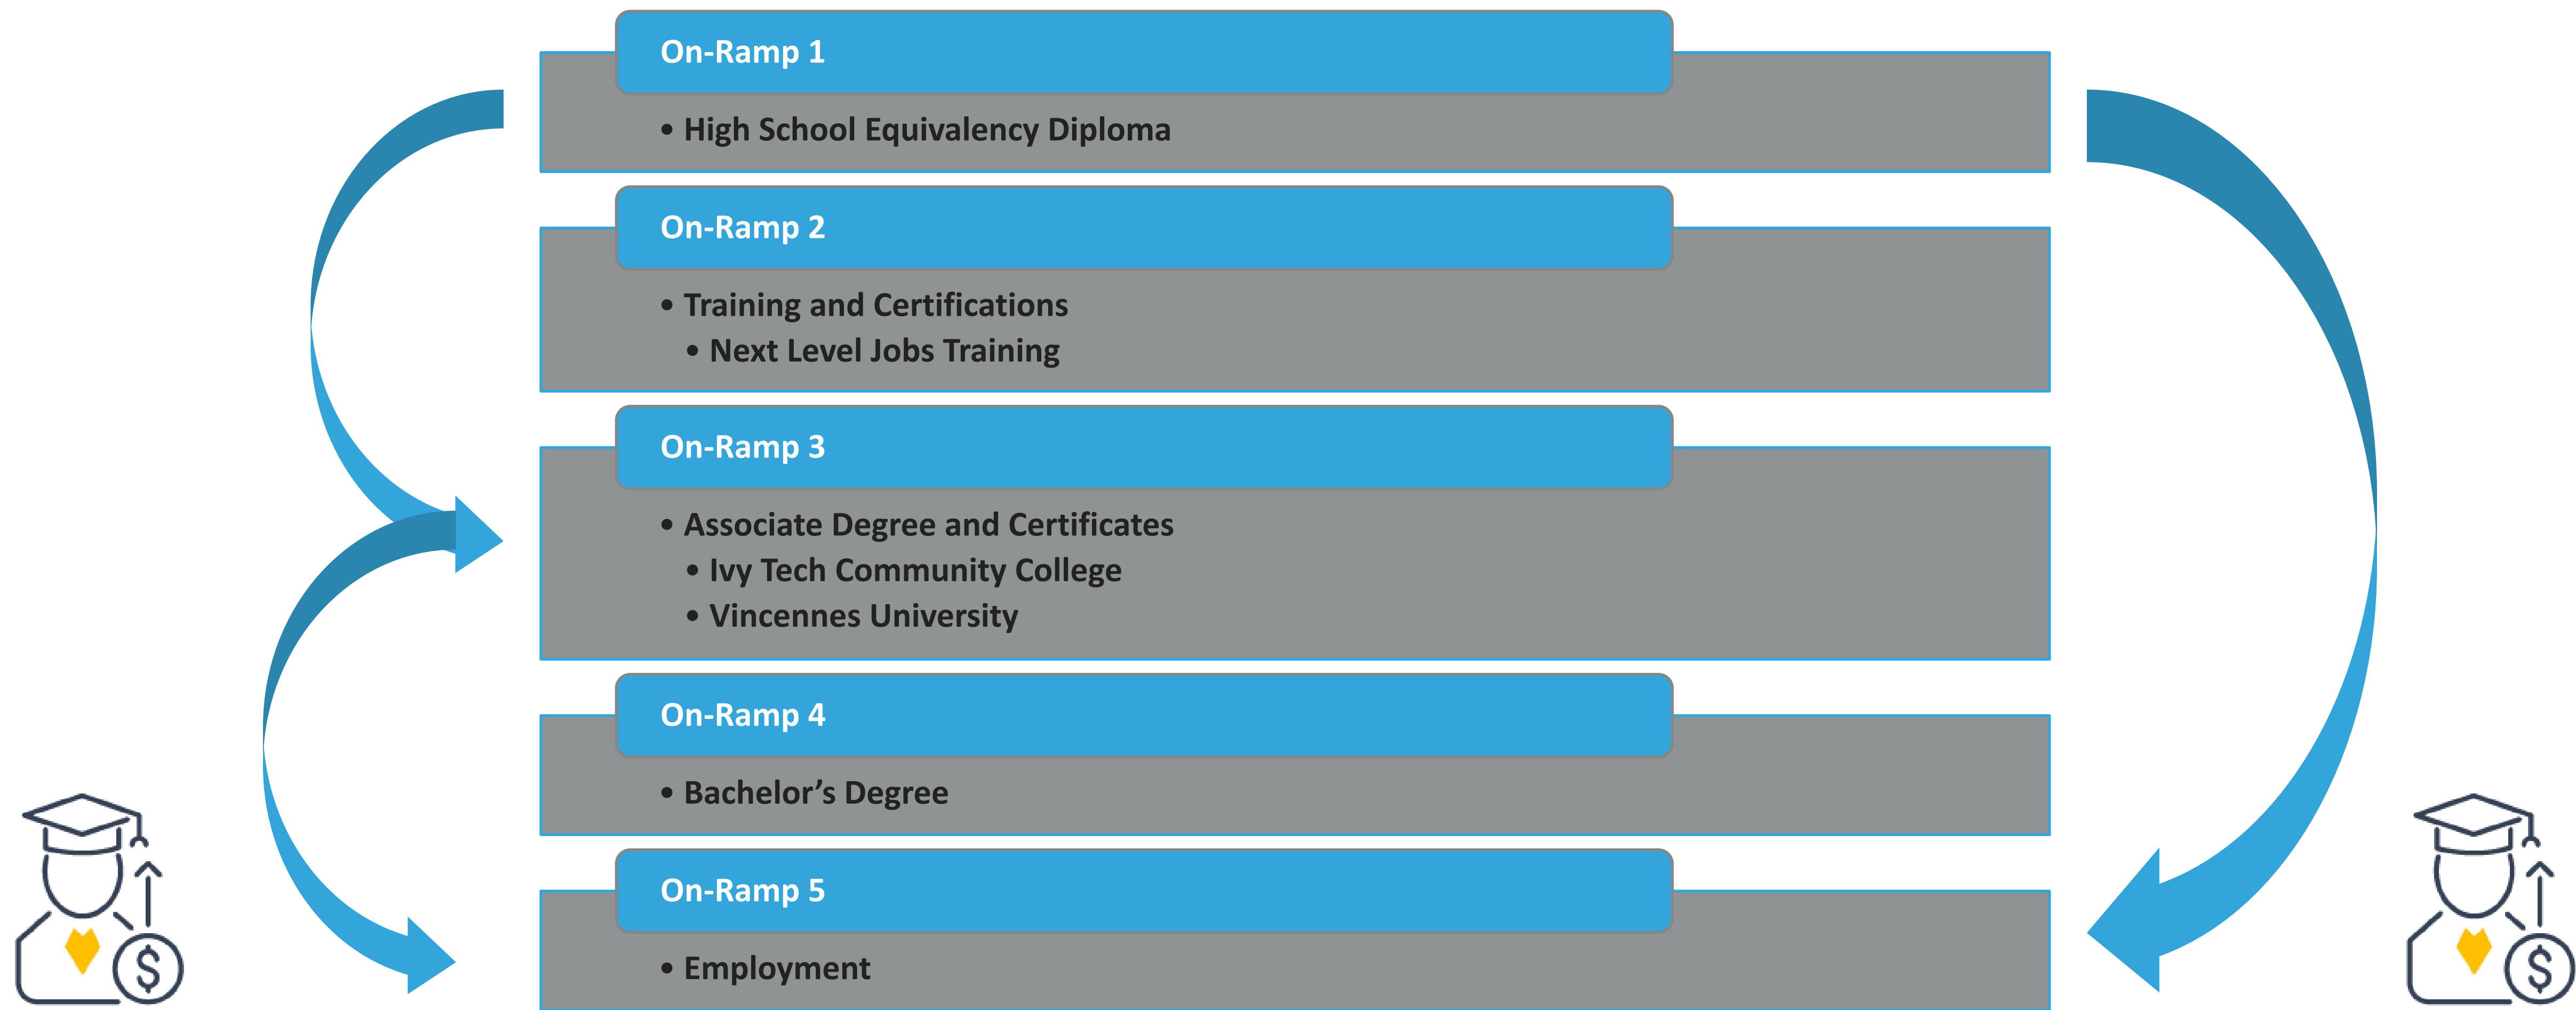 On-Ramp 1
• High School Equivalency Diploma
On-Ramp 2
• Training and Certifications
• Next Level Jobs Training
On-Ramp 3
• Associate Degree and Certificates
• Ivy Tech Community College
• Vincennes University
On-Ramp 4
• Bachelor’s Degree
On-Ramp 5
• Employment
$
$